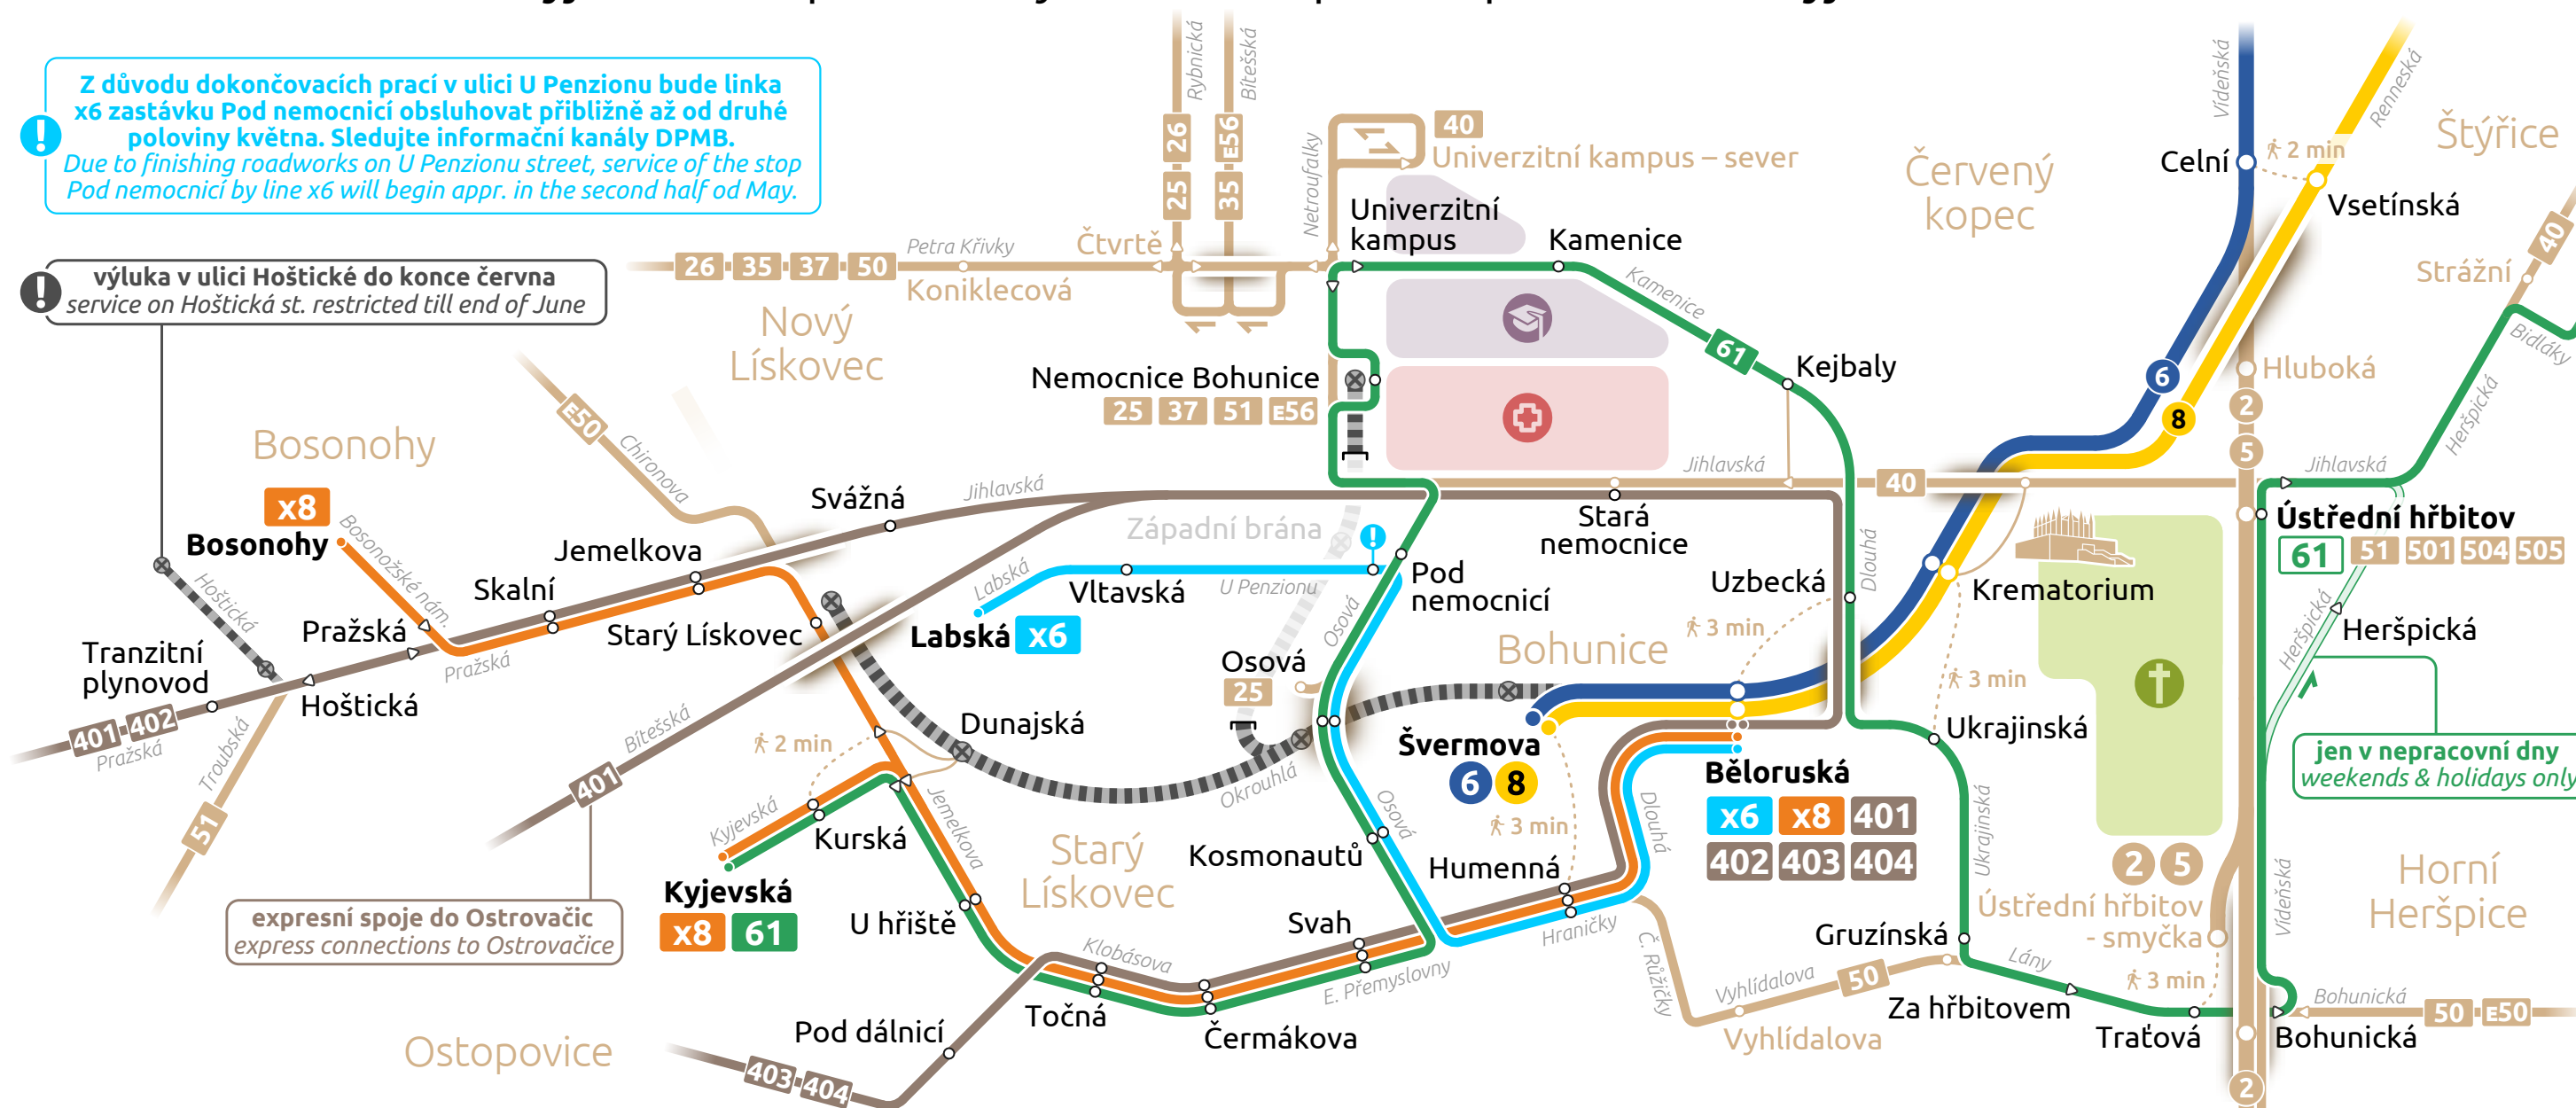 Z důvodu dokončovacích prací v ulici U Penzionu bude linka
x6 zastávku Pod nemocnicí obsluhovat přibližně až od druhé
poloviny května. Sledujte informační kanály DPMB.
Due to finishing roadworks on U Penzionu street, service of the stop
Pod nemocnicí by line x6 will begin appr. in the second half od May.
výluka v ulici Hoštické do konce června
service on Hoštická st. restricted till end of June
Rybnická
Bítešská
26
E56
25
35
Netroufalky
40
Univerzitní kampus – sever
Červený
kopec
Vídeňská
Renneská
Štýřice
Celní
2 min
Vsetínská
40
Strážní
Bidláky
26 35 37 50
Petra Křivky
Čtvrtě
Koniklecová
Univerzitní
kampus
Kamenice
Kamenice
61
Kejbaly
Nový
Lískovec
Nemocnice Bohunice
25 37 51 E56
6
8
Hluboká
2
5
Heršpická
Bosonohy
E50
Chironova
x8
Bosonohy
Bosonožské nám.
Svážná
Jihlavská
Jihlavská
40
Jihlavská
Západní brána
Stará
nemocnice
Ústřední hřbitov
61 51 501 504 505
Jemelkova
Skalní
Hoštická
Pražská
Pražská
Tranzitní
plynovod
Hoštická
401 402
Pražská
Troubská
51
Starý Lískovec
Labská
Labská x6
Vltavská
U Penzionu
Pod
nemocnicí
Osová
Osová
25
Uzbecká
Dlouhá
3 min
Bohunice
Krematorium
3 min
Ukrajinská
Heršpická
Heršpická
jen v nepracovní dny
weekends & holidays only
Bítešská
401
2 min
Dunajská
Okrouhlá
Švermova
6 8
3 min
Běloruská
x6 x8 401
402 403 404
Kyjevská
Kurská
Jemelkova
Kyjevská
x8 61
U hřiště
Starý
Lískovec
Osová
Kosmonautů
Humenná
Dlouhá
Hraničky
Svah
E. Přemyslovny
Klobásova
Točná
Čermákova
Pod dálnicí
expresní spoje do Ostrovačic
express connections to Ostrovačice
Ostopovice
403 404
Č. Růžičky
Vyhlídalova
50
Vyhlídalova
Ukrajinská
Gruzínská
Lány
Za hřbitovem
2 5
Ústřední hřbitov
- smyčka
3 min
Traťová
Vídeňská
Horní
Heršpice
Bohunická
50 E50
Bohunická
2